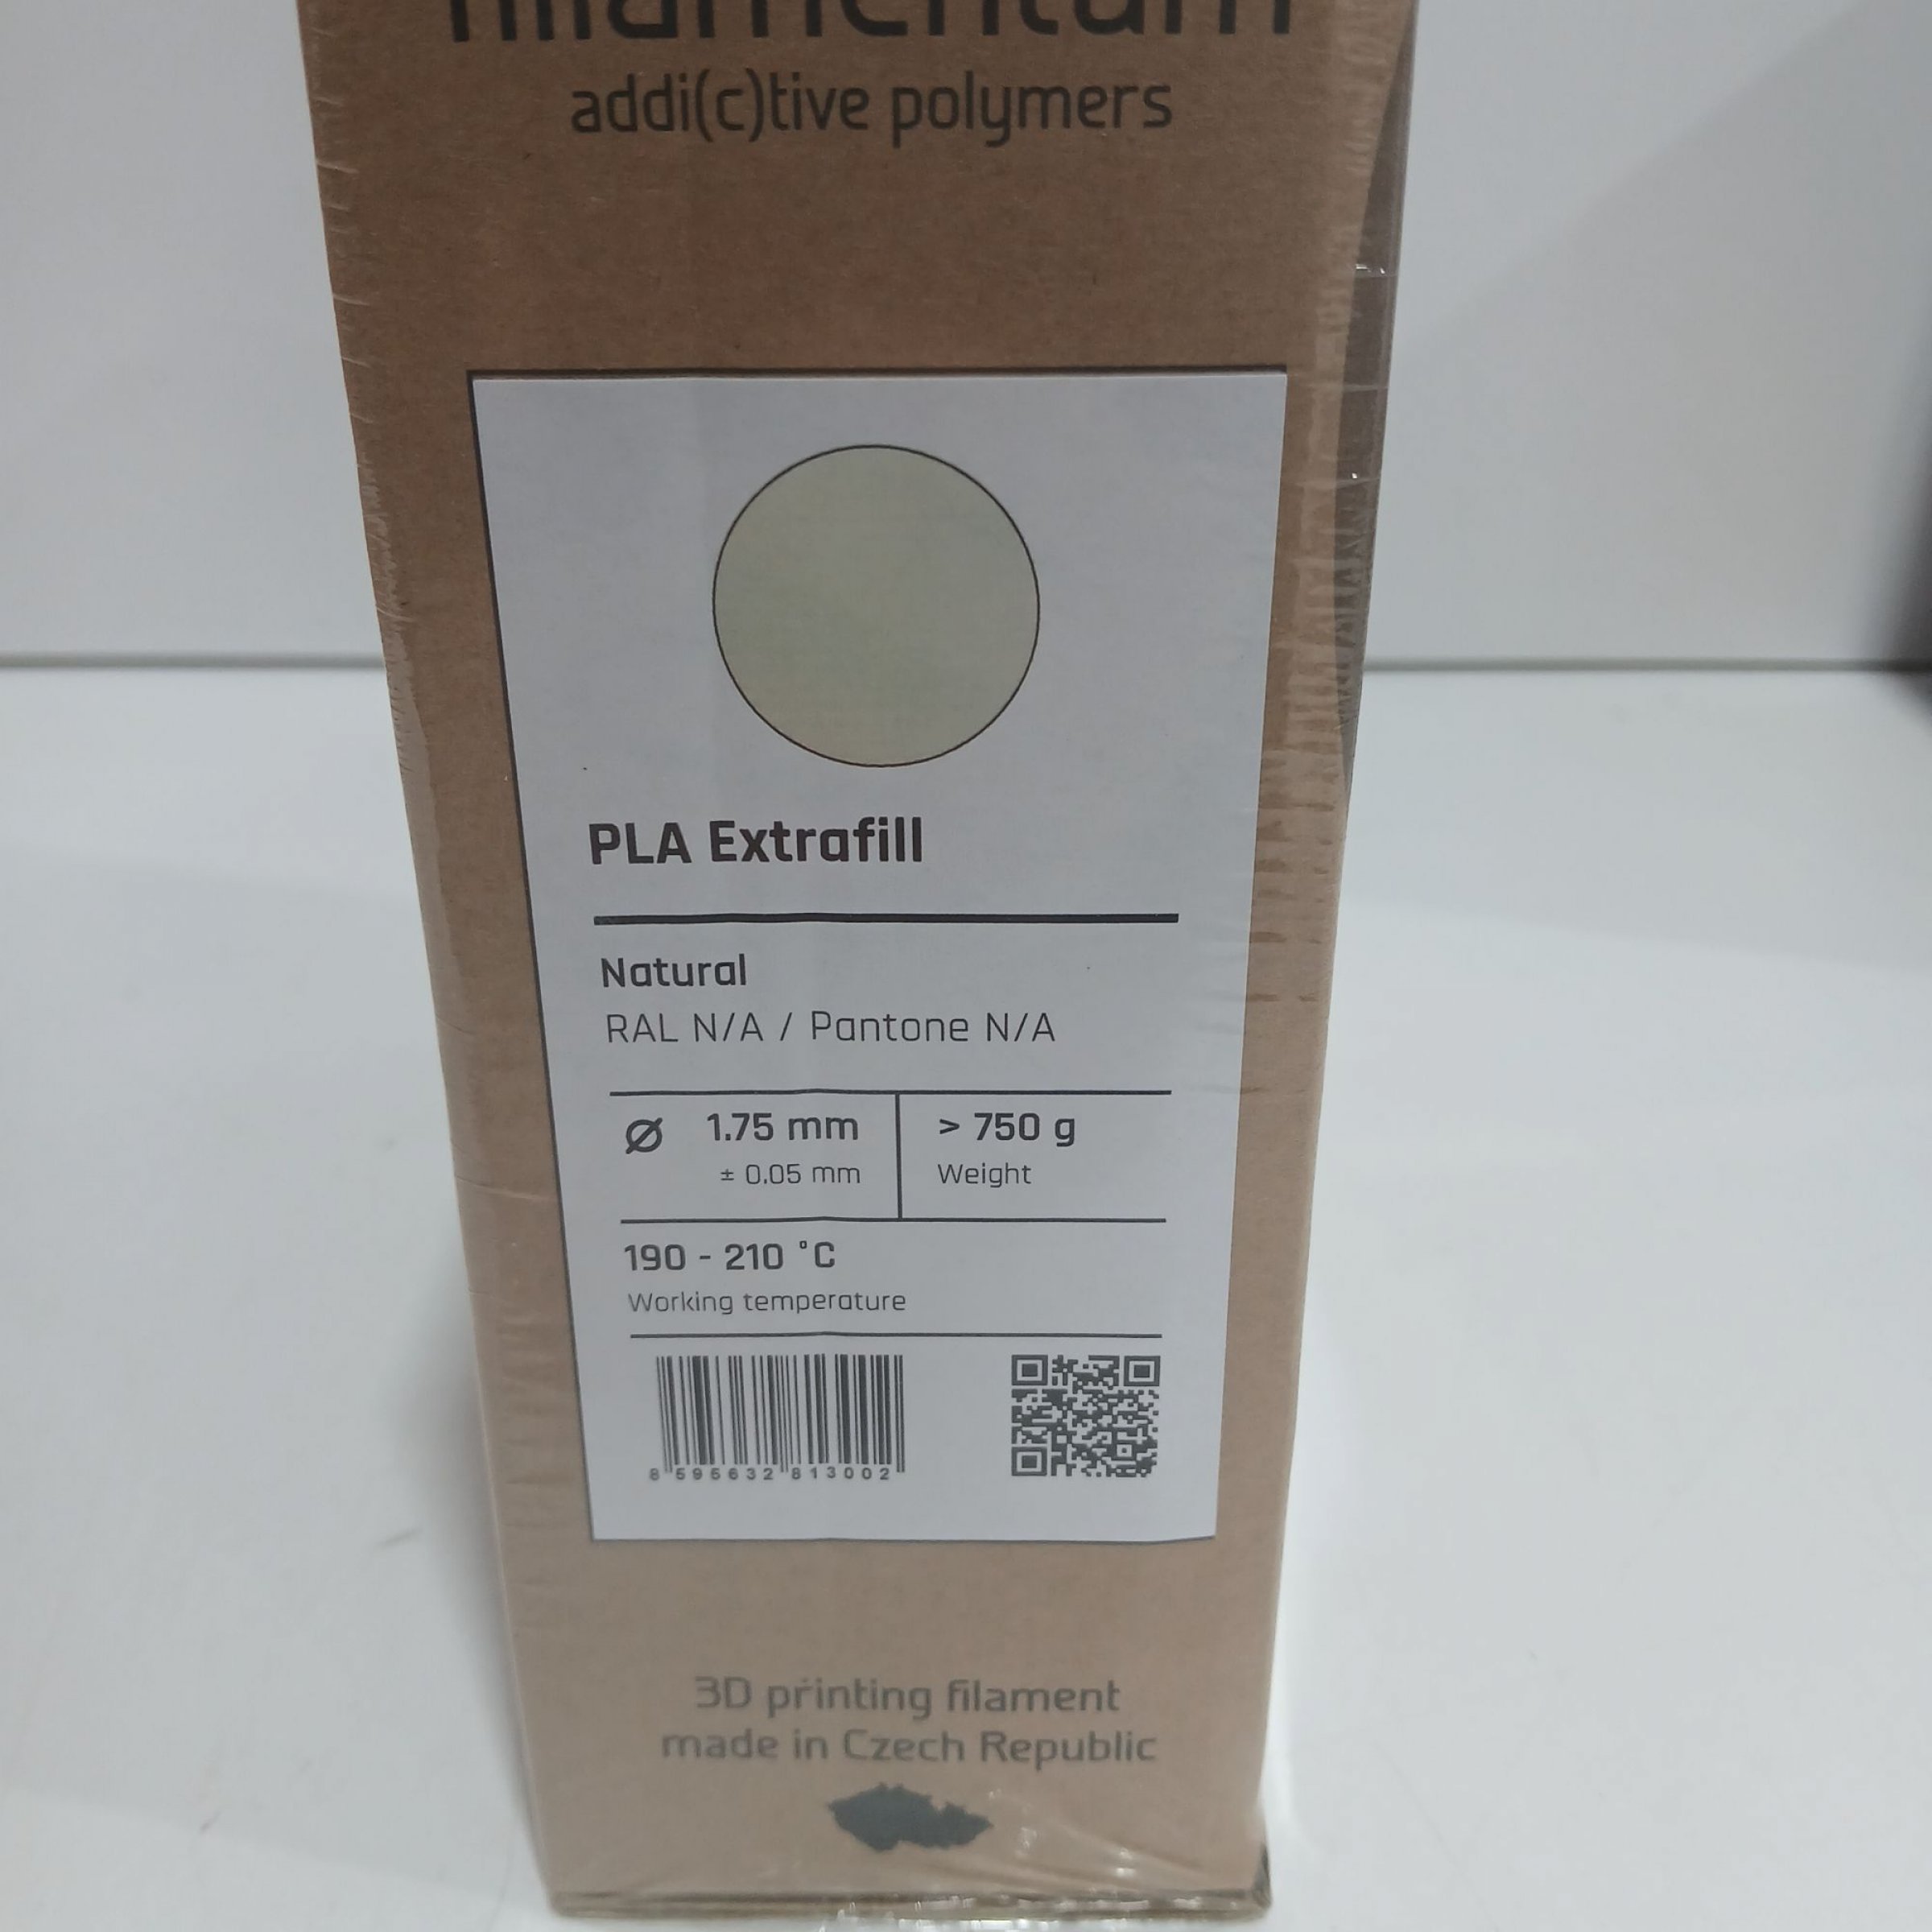 fillamentum
addi(c)tive polymers
PLA Extrafill
Natural
RAL N/A / Pantone N/A
Ø 1.75 mm
± 0.05 mm
> 750 g
Weight
190 - 210 °C
Working temperature
8 595632 813002
3D printing filament
made in Czech Republic